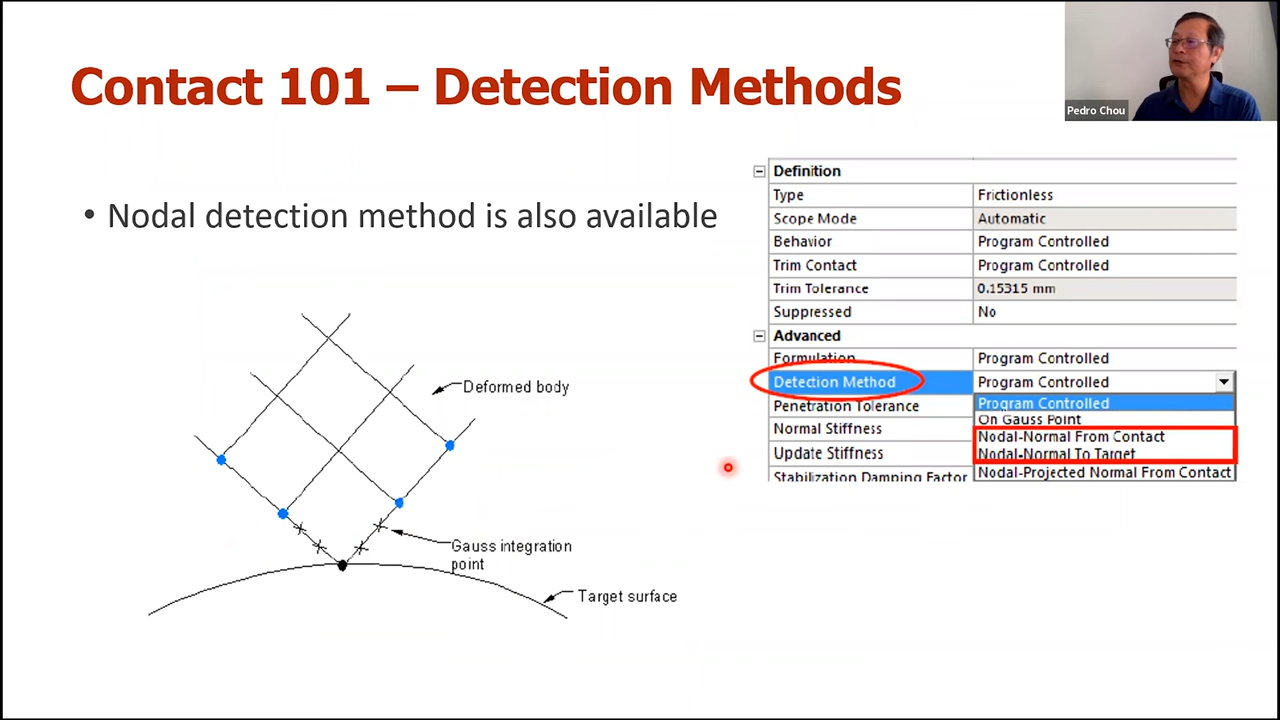 Contact 101 – Detection Methods
Pedro Chou
• Nodal detection method is also available
Definition
Type Frictionless
Scope Mode Automatic
Behavior Program Controlled
Trim Contact Program Controlled
Trim Tolerance 0.15315 mm
Suppressed No
Advanced
Formulation Program Controlled
Detection Method Program Controlled
Program Controlled
Penetration Tolerance
On Gauss Point
Normal Stiffness
Nodal-Normal From Contact
Update Stiffness
Nodal-Normal To Target
Stabilization Damping Factor
Nodal-Projected Normal From Contact
Deformed body
Gauss integration
point
Target surface